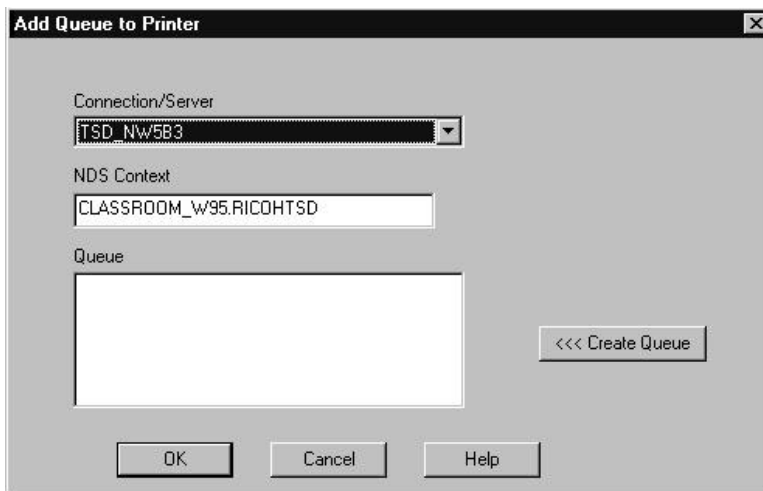 Add Queue to Printer
Connection/Server
TSD_NW5B3
NDS Context
CLASSROOM_W95.RICOHTSD
Queue
<<< Create Queue
OK Cancel Help